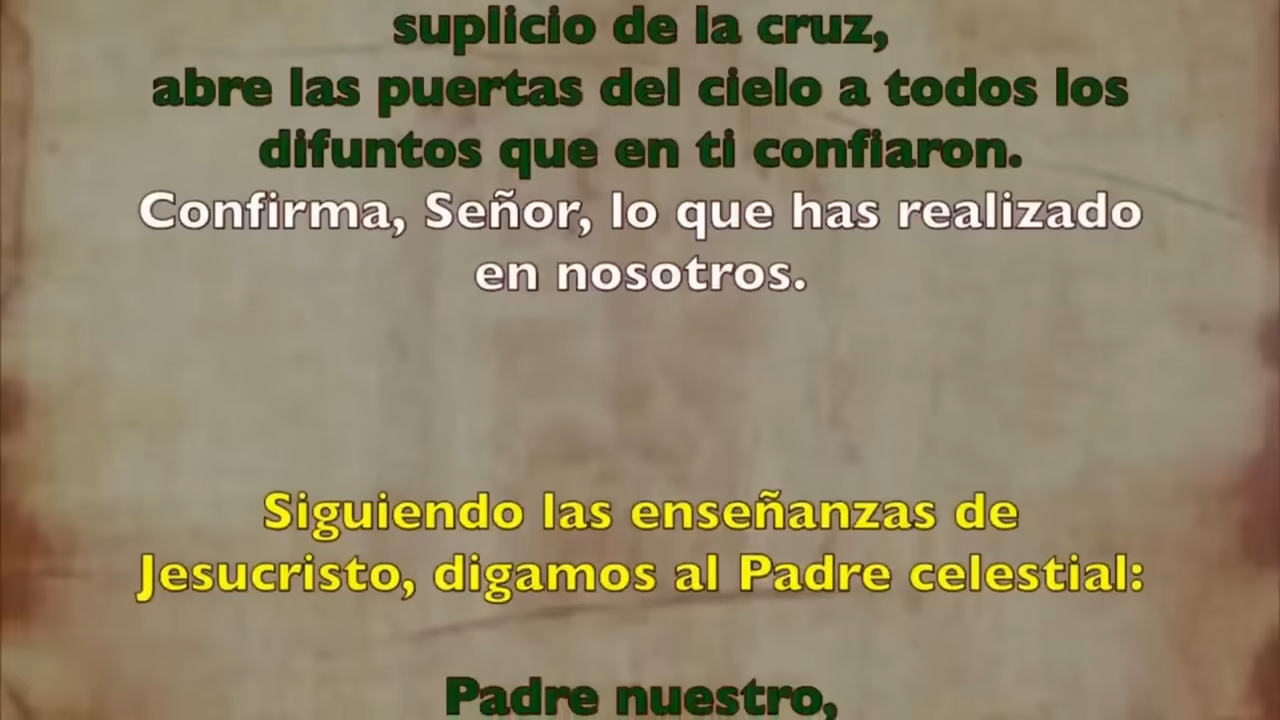 suplicio de la cruz,
abre las puertas del cielo a todos los
difuntos que en ti confiaron.
Confirma, Señor, lo que has realizado
en nosotros.
Siguiendo las enseñanzas de
Jesucristo, digamos al Padre celestial:
Padre nuestro,